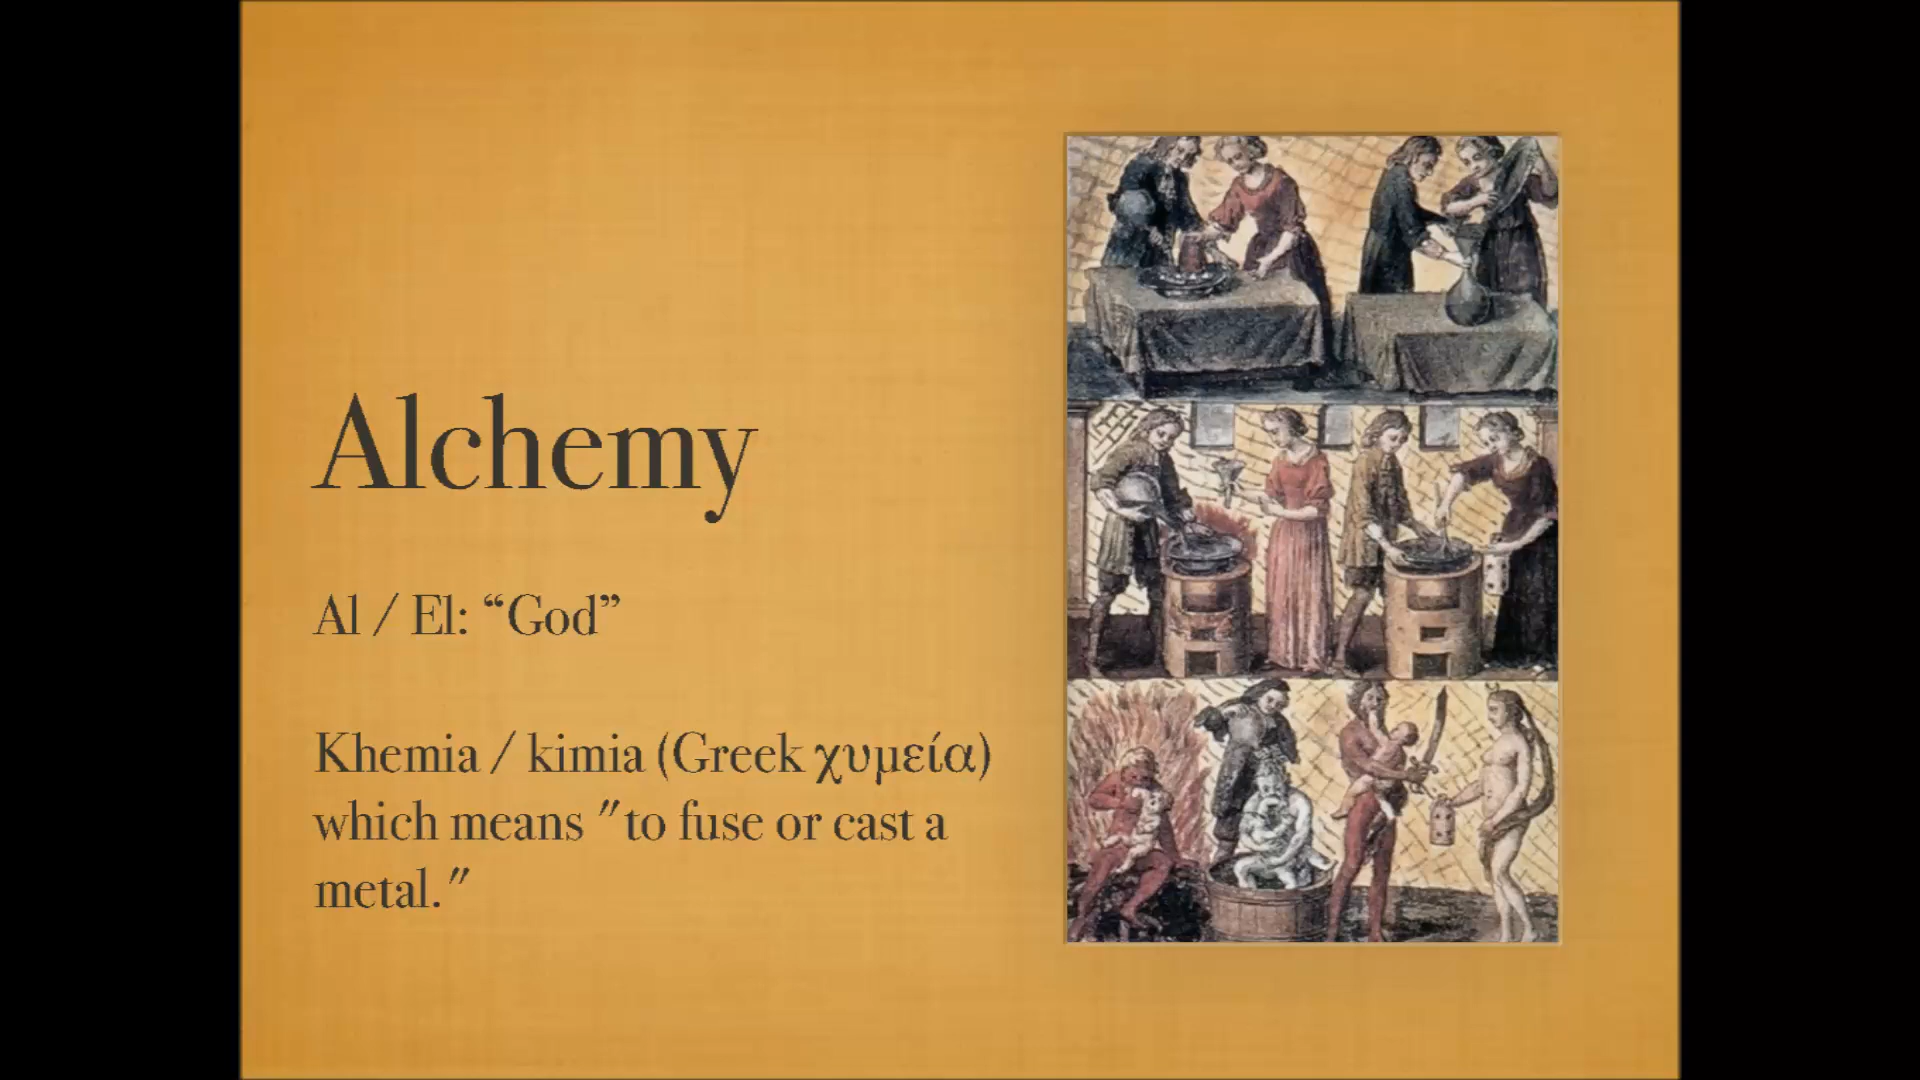 Alchemy
Al / El: “God”
Khemia / kimia (Greek χυμεία)
which means "to fuse or cast a
metal."